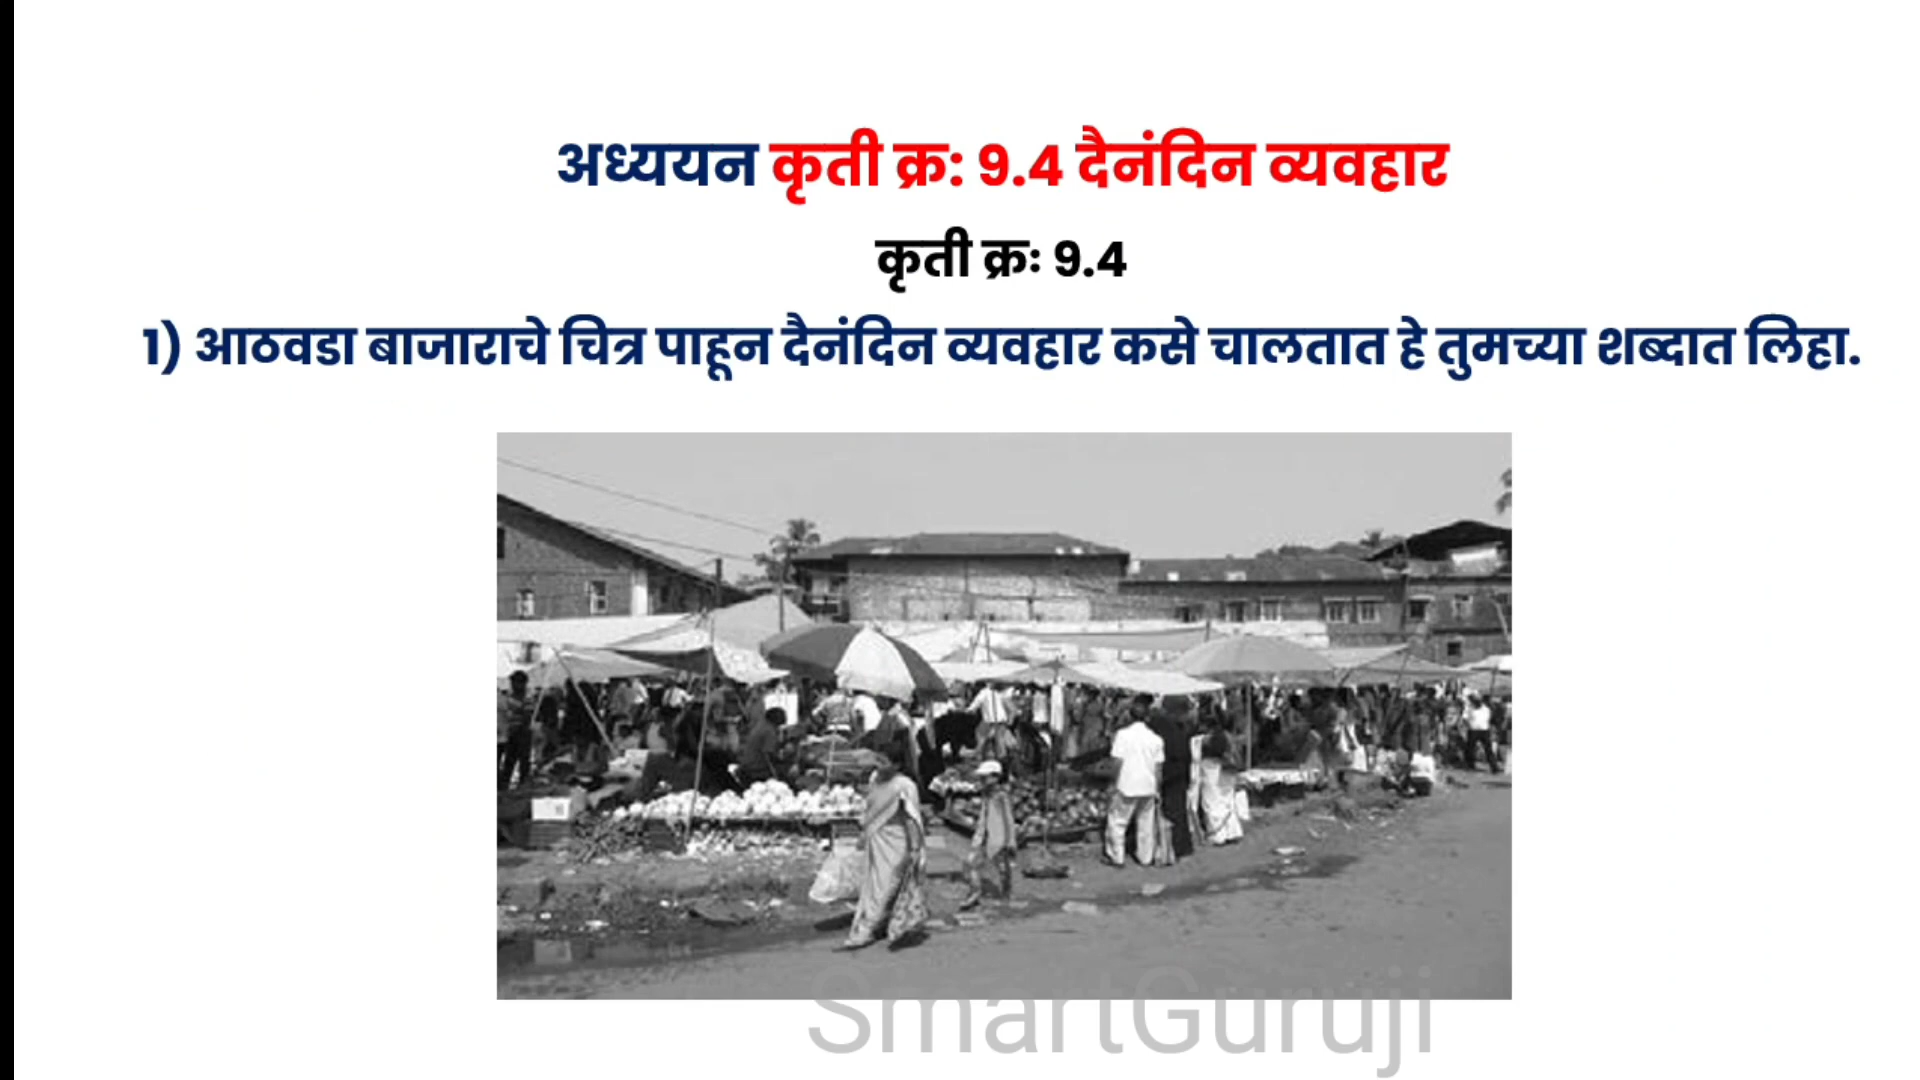 अध्ययन कृती क्र: 9.4 दैनंदिन व्यवहार
कृती क्रः 9.4
1) आठवडा बाजाराचे चित्र पाहून दैनंदिन व्यवहार कसे चालतात हे तुमच्या शब्दात लिहा.
SmartGuruji